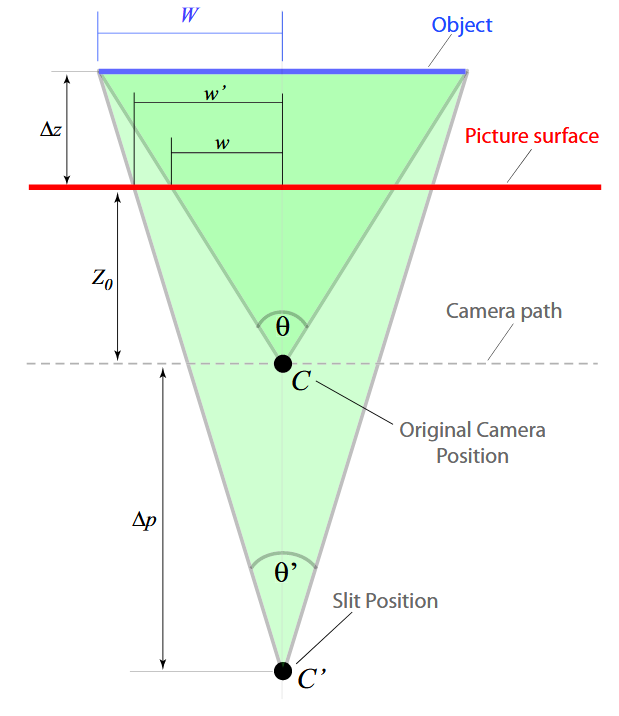 W
Object
w’
Δz
Picture surface
w
Z0
Camera path
θ
C
Original Camera
Position
Δp
θ’
Slit Position
C’